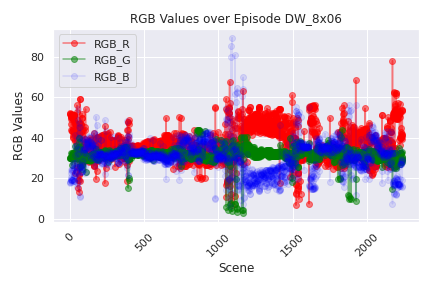 RGB Values over Episode DW_8x06
RGB_R
RGB_G
RGB_B
RGB Values
80
60
40
20
0
0
500
1000
1500
2000
Scene